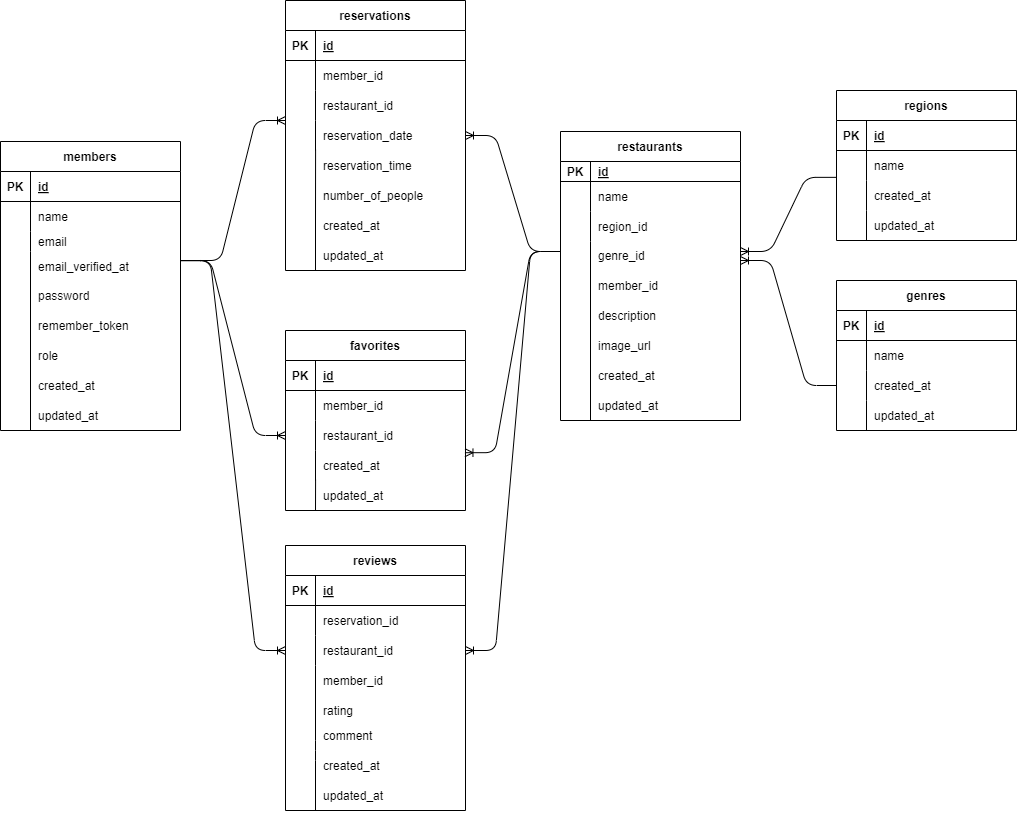 members
PK id
name
email
email_verified_at
password
remember_token
role
created_at
updated_at
reservations
PK id
member_id
restaurant_id
reservation_date
reservation_time
number_of_people
created_at
updated_at
favorites
PK id
member_id
restaurant_id
created_at
updated_at
reviews
PK id
reservation_id
restaurant_id
member_id
rating
comment
created_at
updated_at
restaurants
PK id
name
region_id
genre_id
member_id
description
image_url
created_at
updated_at
regions
PK id
name
created_at
updated_at
genres
PK id
name
created_at
updated_at